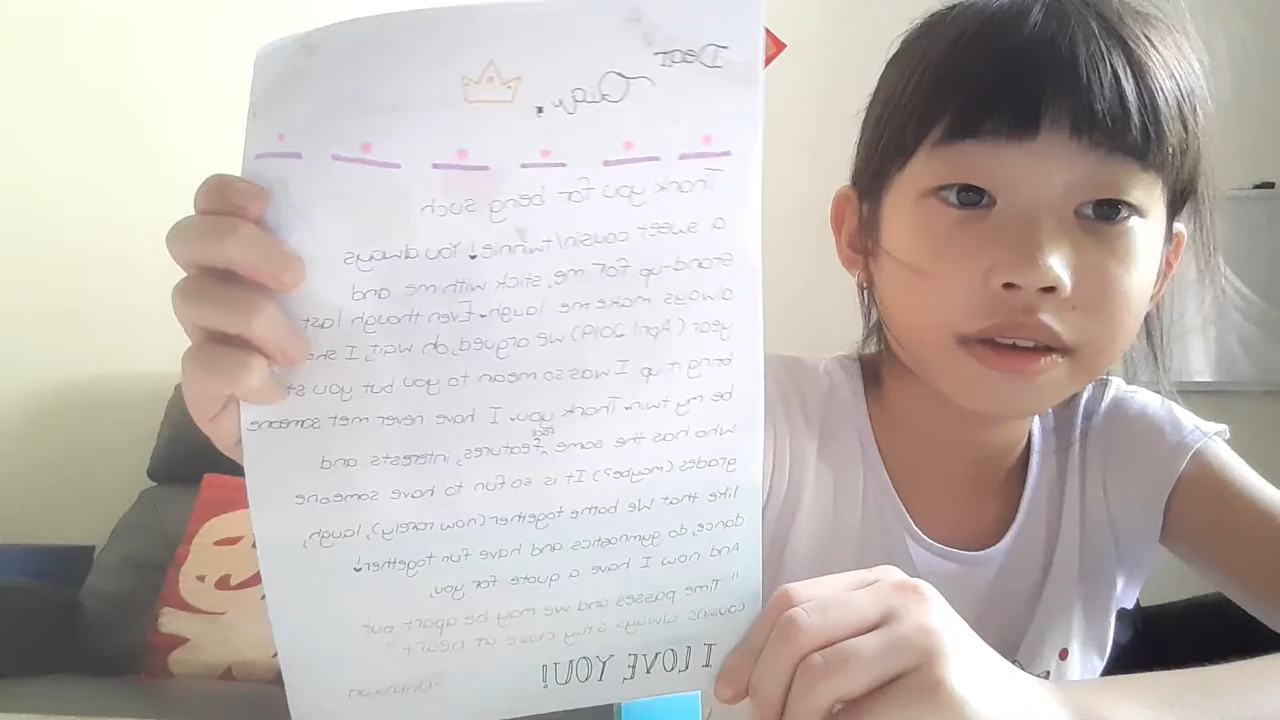 Dear
Qian,
Thank you for being such
a sweet cousin/twinnie! You always
stand-up for me, stick with me and
always make me laugh. Even though last
year (April 2019) we argued, oh wait, I
bring it up I was so mean to you but you
be my twin. Thank you. I have never met someone
who has the same face features, interests and
grades (maybe?) It is so fun to have someone
like that. We bathe together (now rarely), laugh,
dance, do gymnastics and have fun together!
And now I have a quote for you,
" Time passes and we may be apart but
cousins always stay close at heart "
-Unknown
I LOVE YOU!